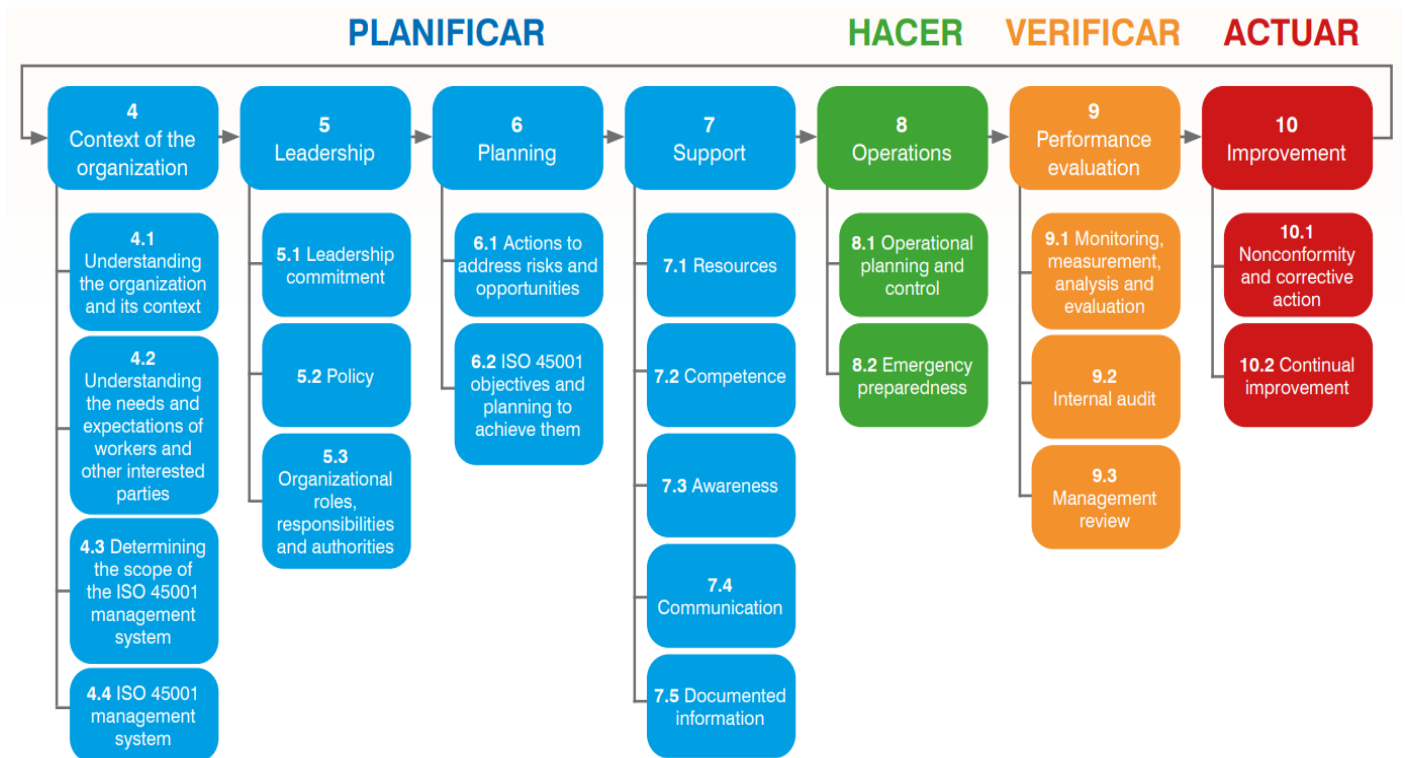 PLANIFICAR
HACER
VERIFICAR
ACTUAR
4
Context of the
organization
5
Leadership
6
Planning
7
Support
8
Operations
9
Performance
evaluation
10
Improvement
4.1
Understanding
the organization
and its context
4.2
Understanding
the needs and
expectations of
workers and
other interested
parties
4.3 Determining
the scope of
the ISO 45001
management
system
4.4 ISO 45001
management
system
5.1 Leadership
commitment
5.2 Policy
5.3
Organizational
roles,
responsibilities
and authorities
6.1 Actions to
address risks and
opportunities
6.2 ISO 45001
objectives and
planning to
achieve them
7.1 Resources
7.2 Competence
7.3 Awareness
7.4
Communication
7.5 Documented
information
8.1 Operational
planning and
control
8.2 Emergency
preparedness
9.1 Monitoring,
measurement,
analysis and
evaluation
9.2
Internal audit
9.3
Management
review
10.1
Nonconformity
and corrective
action
10.2 Continual
improvement